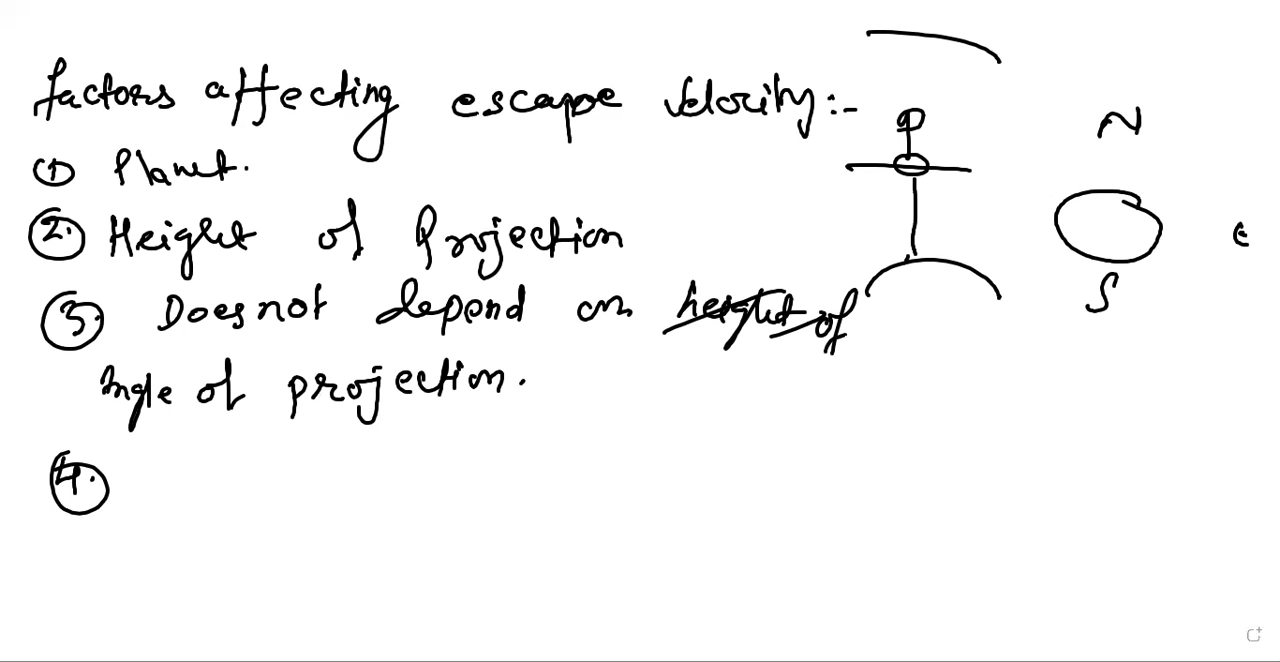 factors affecting escape velocity:-
① Planet.
②. Height of Projection
③. Does not depend on height of
Angle of projection.
④.
P
N
S
E